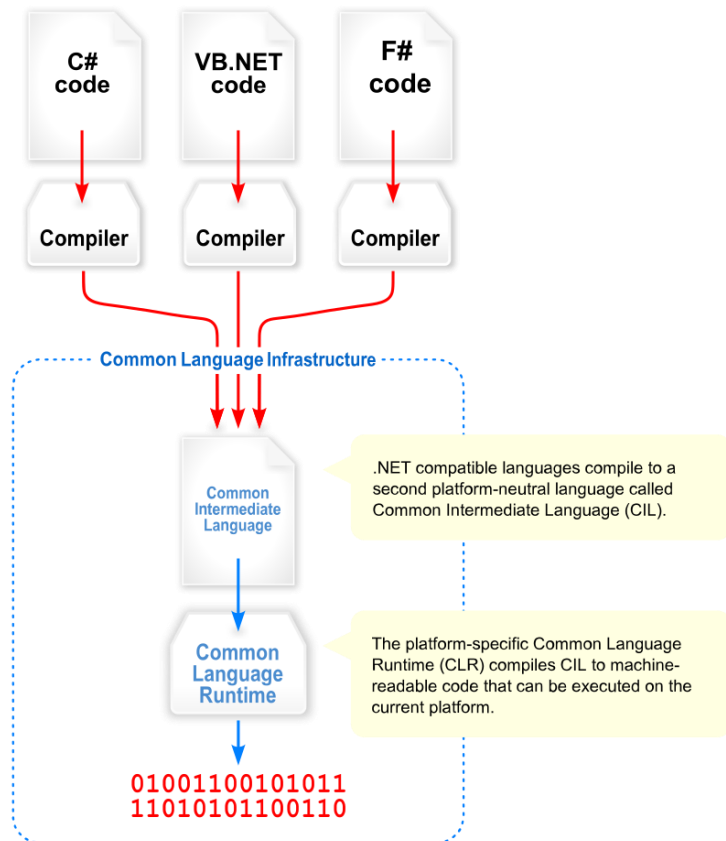 C#
code
VB.NET
code
F#
code
Compiler
Compiler
Compiler
Common Language Infrastructure
Common
Intermediate
Language
.NET compatible languages compile to a
second platform-neutral language called
Common Intermediate Language (CIL).
Common
Language
Runtime
The platform-specific Common Language
Runtime (CLR) compiles CIL to machine-
readable code that can be executed on the
current platform.
01001100101011
11010101100110